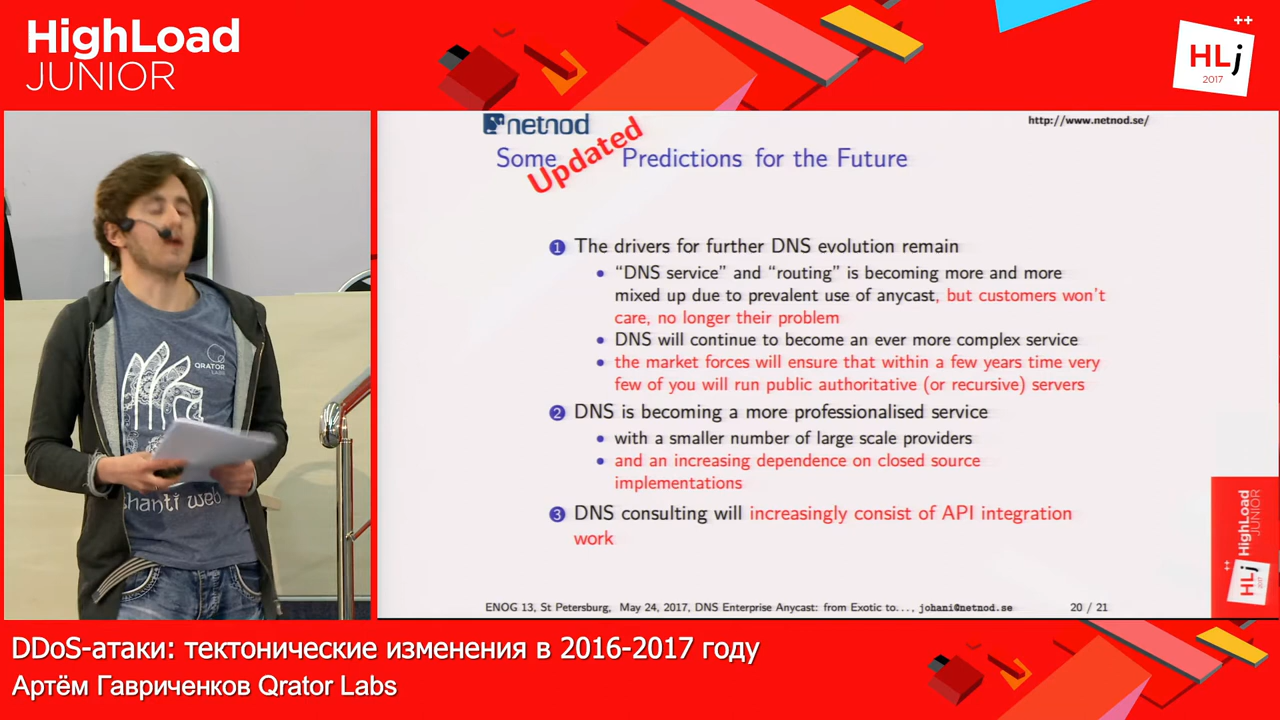 HighLoad
JUNIOR
++
HLj
2017
netnod
http://www.netnod.se/
Some Updated Predictions for the Future
1 The drivers for further DNS evolution remain
• “DNS service” and “routing” is becoming more and more
mixed up due to prevalent use of anycast, but customers won't
care, no longer their problem
• DNS will continue to become an ever more complex service
• the market forces will ensure that within a few years time very
few of you will run public authoritative (or recursive) servers
2 DNS is becoming a more professionalised service
• with a smaller number of large scale providers
• and an increasing dependence on closed source
implementations
3 DNS consulting will increasingly consist of API integration
work
ENOG 13, St Petersburg, May 24, 2017, DNS Enterprise Anycast: from Exotic to..., johani@netnod.se
20 / 21
QRATOR
LABS
shanti web
HighLoad
JUNIOR
++
HLj
2017
DDoS-атаки: тектонические изменения в 2016-2017 году
Артём Гавриченков Qrator Labs